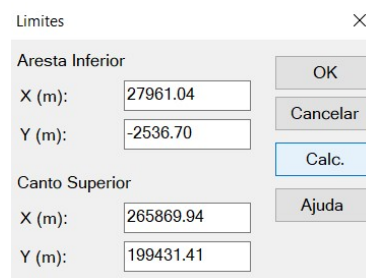 Limites
Aresta Inferior
X (m): 27961.04
Y (m): -2536.70
Canto Superior
X (m): 265869.94
Y (m): 199431.41
OK
Cancelar
Calc.
Ajuda